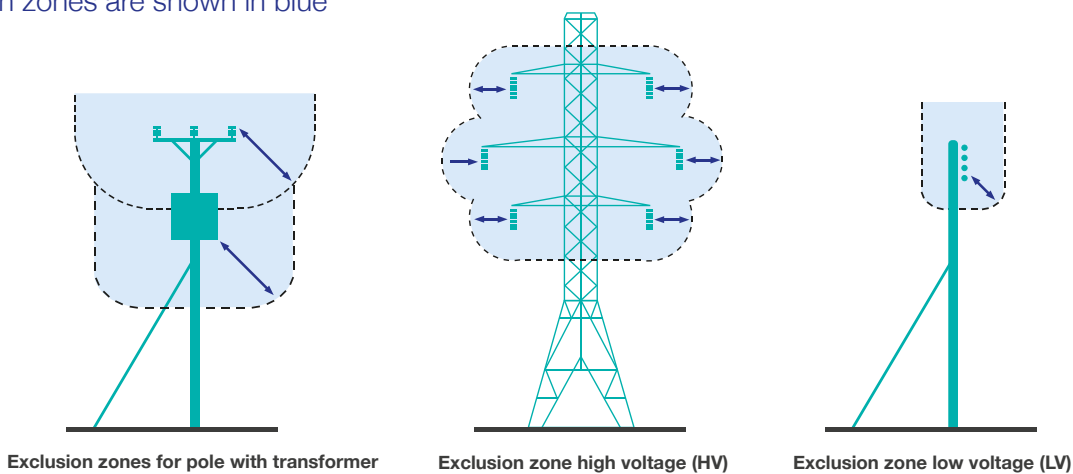 zones are shown in blue
Exclusion zones for pole with transformer
Exclusion zone high voltage (HV)
Exclusion zone low voltage (LV)